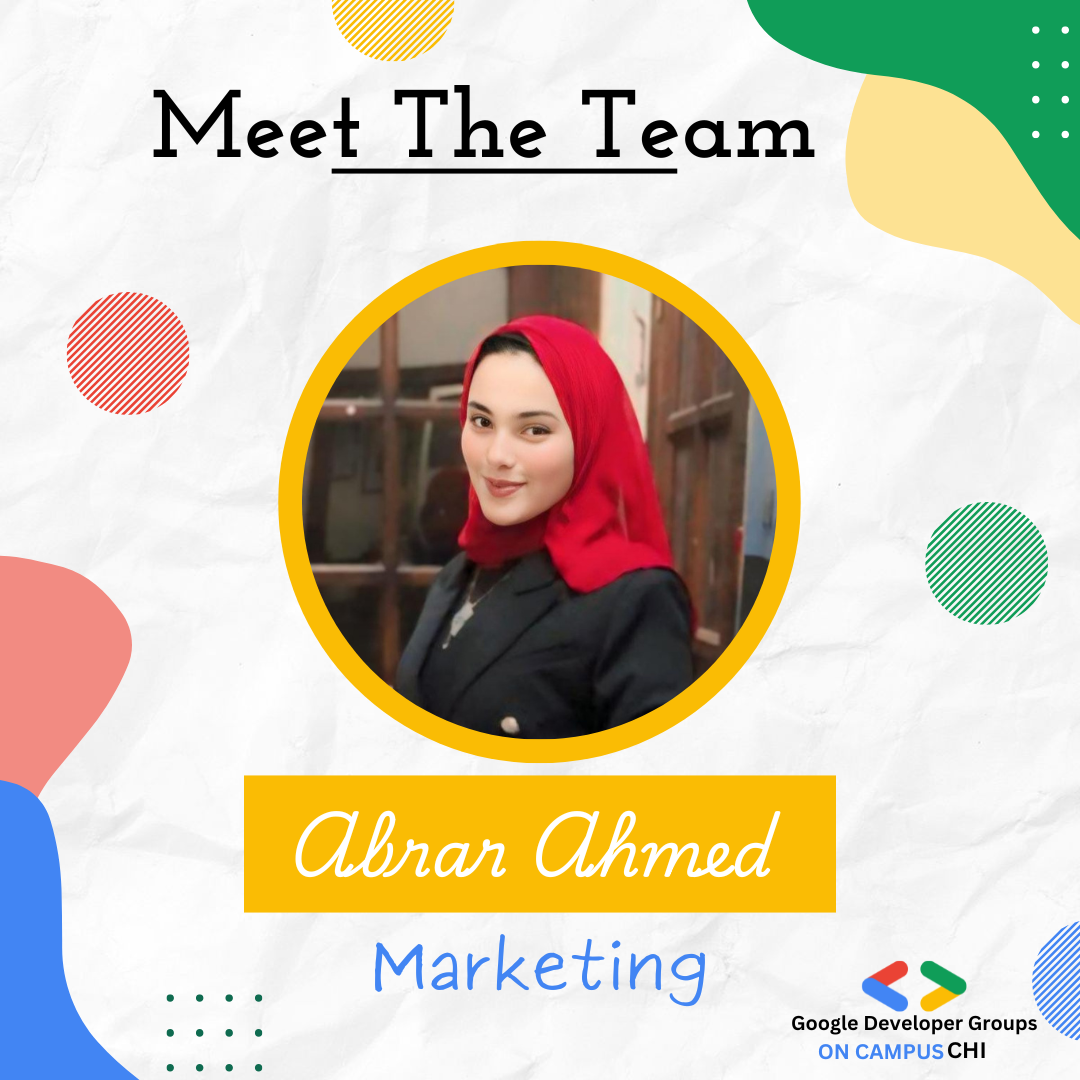 Meet The Team
Abrar Ahmed
Marketing
Google Developer Groups
ON CAMPUS CHI